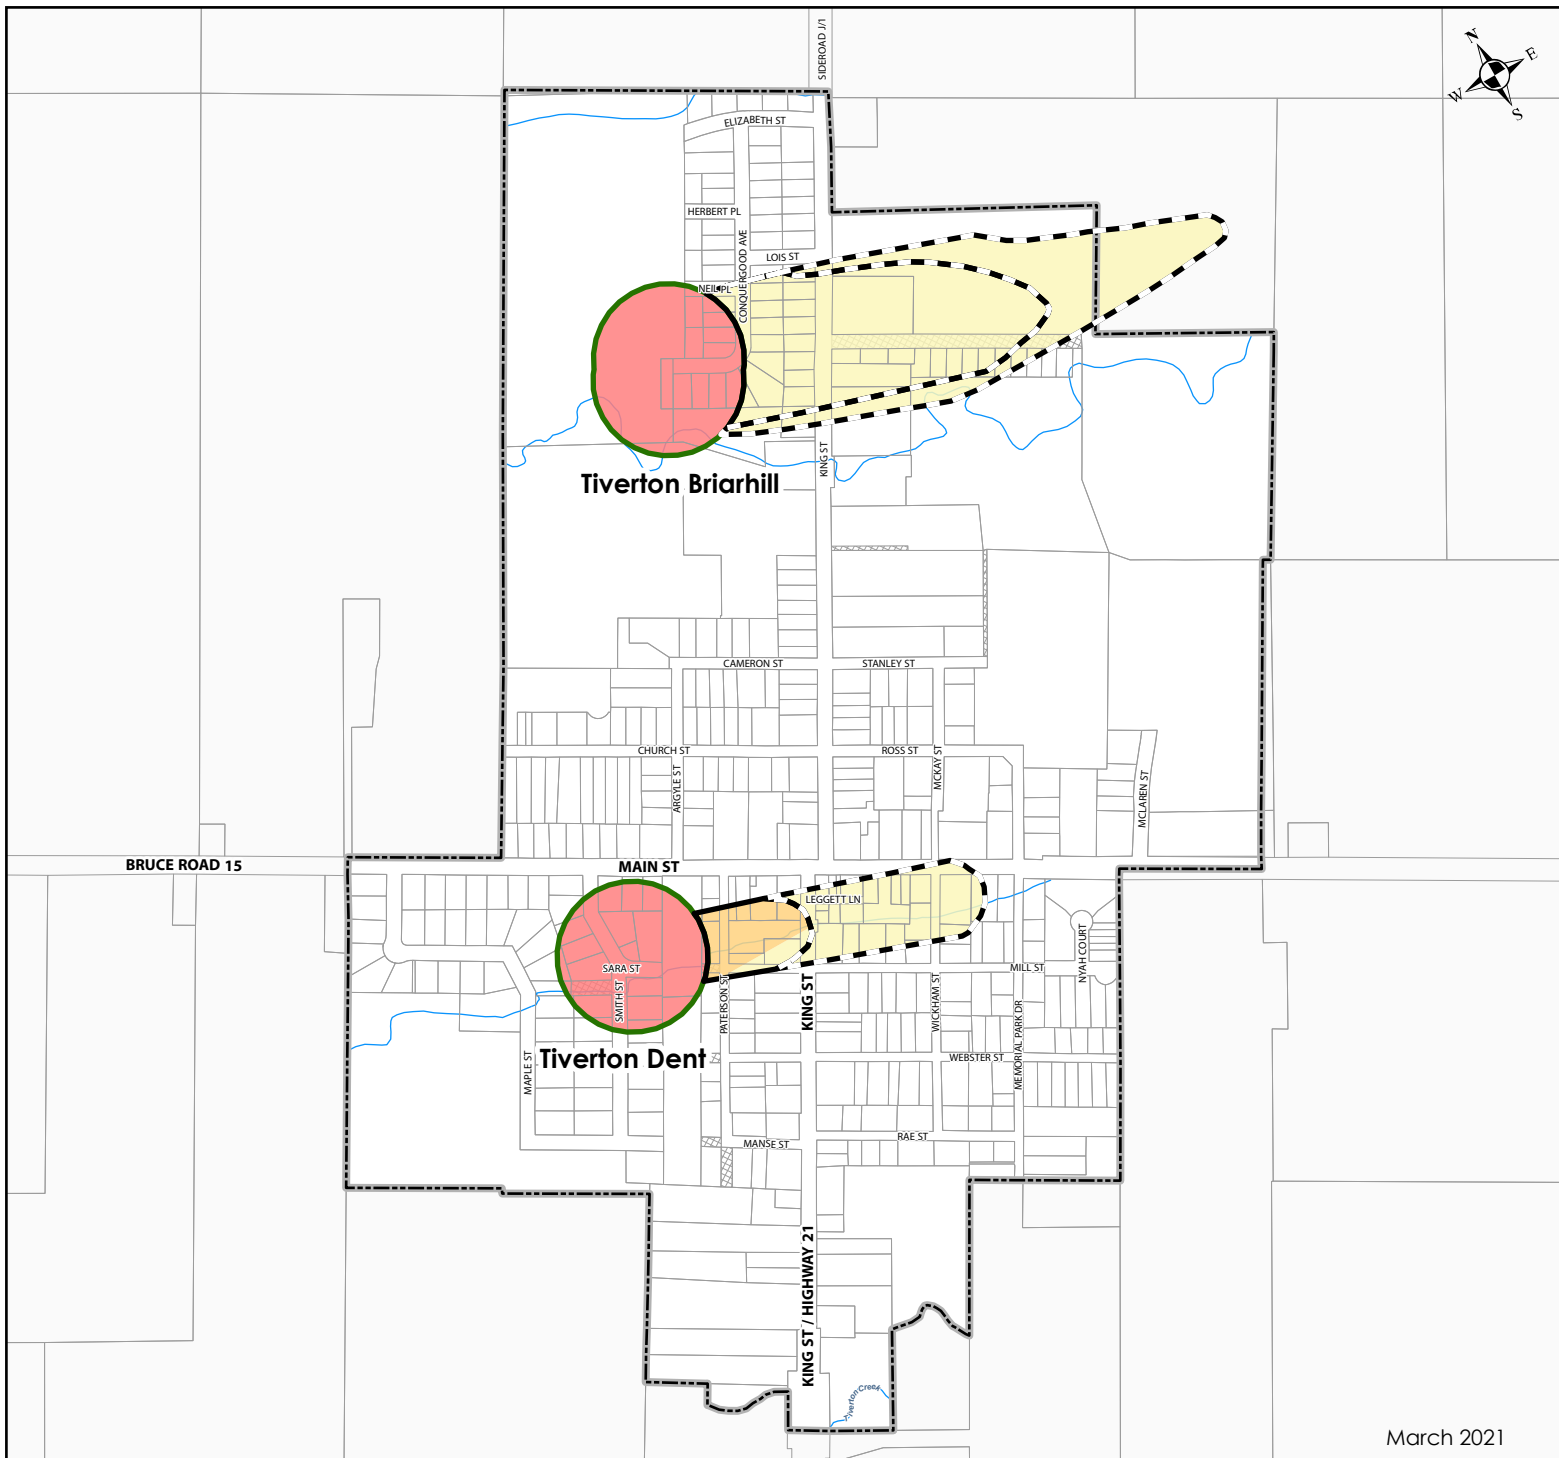 SIDEROAD J/1
N
E
W
S
ELIZABETH ST
HERBERT PL
CONQUERGOOD AVE
LOIS ST
NEIL PL
KING ST
Tiverton Briarhill
CAMERON ST
STANLEY ST
CHURCH ST
ROSS ST
MCKAY ST
ARGYLE ST
MCLAREN ST
BRUCE ROAD 15
MAIN ST
LEGGETT LN
SARA ST
SMITH ST
PATERSON ST
KING ST
WICKHAM ST
MILL ST
NYAH COURT
MEMORIAL PARK DR
Tiverton Dent
MAPLE ST
WEBSTER ST
MANSE ST
RAE ST
KING ST / HIGHWAY 21
Tiverton Creek
March 2021